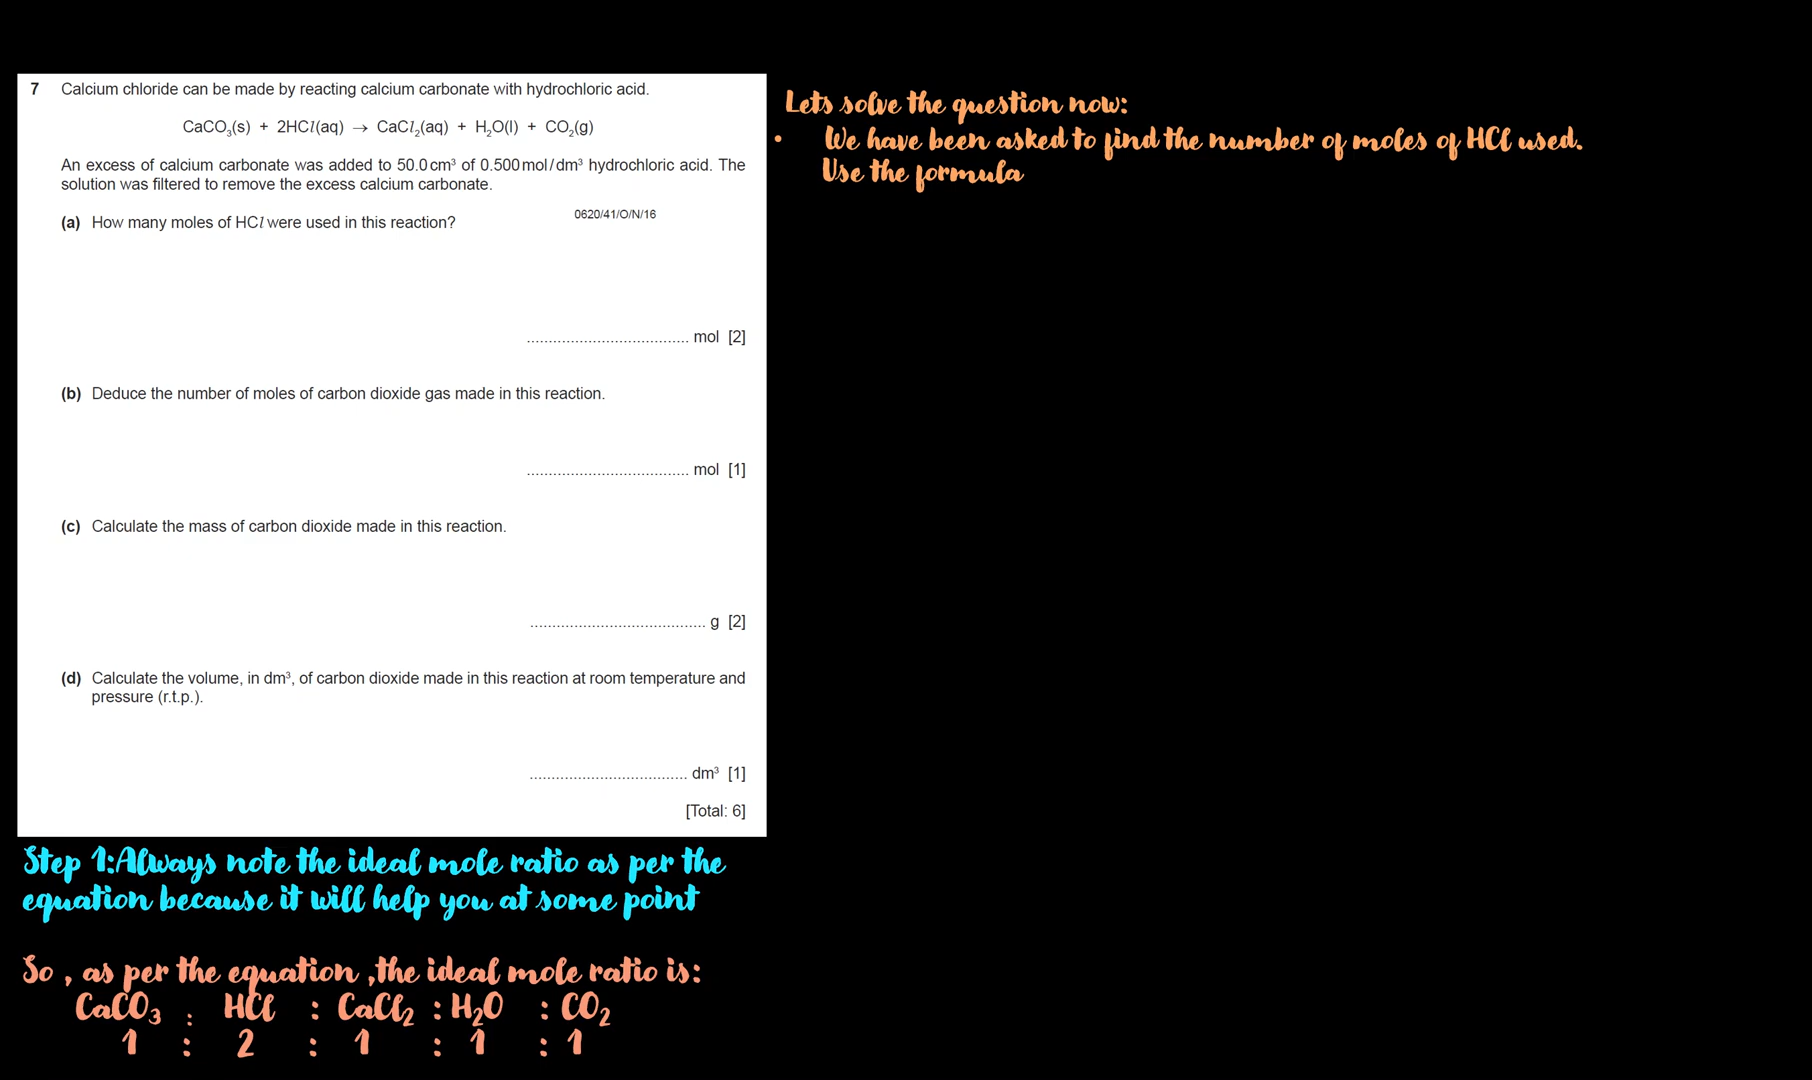 7 Calcium chloride can be made by reacting calcium carbonate with hydrochloric acid.
CaCO₃(s) + 2HCl(aq) → CaCl₂(aq) + H₂O(l) + CO₂(g)
An excess of calcium carbonate was added to 50.0 cm³ of 0.500 mol/dm³ hydrochloric acid. The
solution was filtered to remove the excess calcium carbonate.
0620/41/O/N/16
(a) How many moles of HCl were used in this reaction?
..................................... mol [2]
(b) Deduce the number of moles of carbon dioxide gas made in this reaction.
..................................... mol [1]
(c) Calculate the mass of carbon dioxide made in this reaction.
........................................ g [2]
(d) Calculate the volume, in dm³, of carbon dioxide made in this reaction at room temperature and
pressure (r.t.p.).
.................................... dm³ [1]
[Total: 6]
Step 1:Always note the ideal mole ratio as per the
equation because it will help you at some point
So , as per the equation ,the ideal mole ratio is:
CaCO₃ : HCl : CaCl₂ : H₂O : CO₂
1 : 2 : 1 : 1 : 1
Lets solve the question now:
• We have been asked to find the number of moles of HCl used.
Use the formula